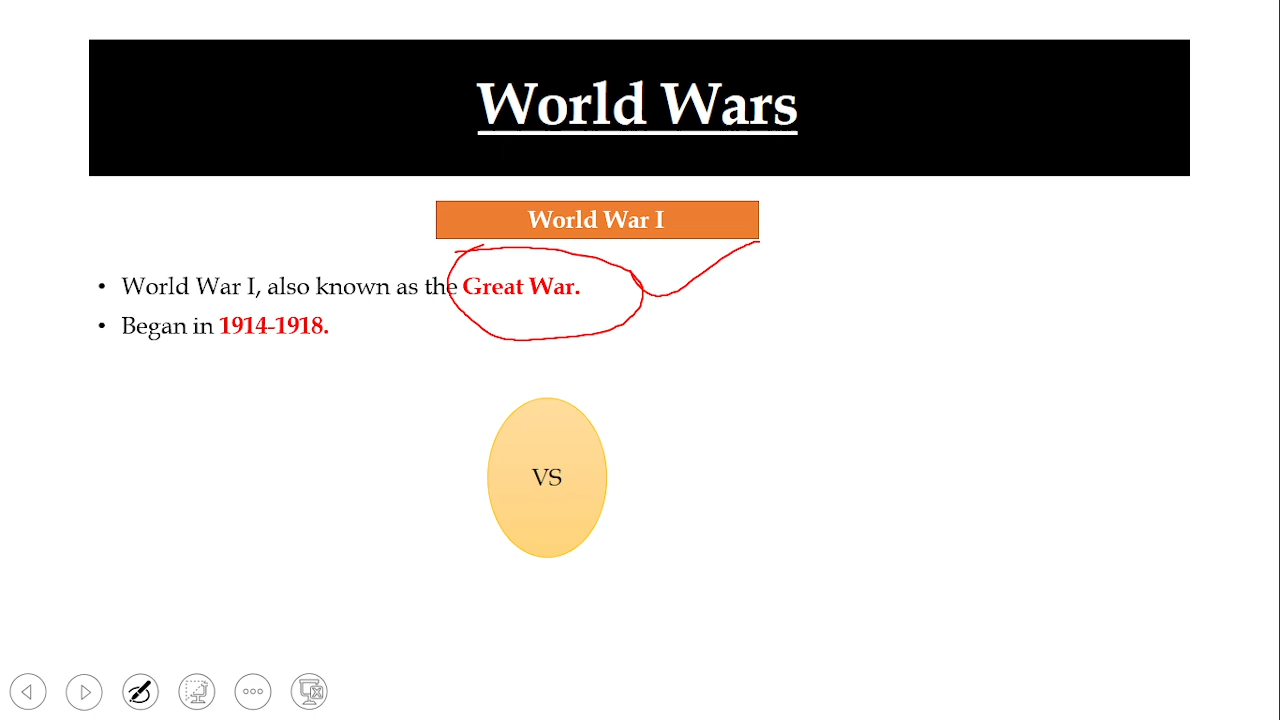 World Wars
World War I
• World War I, also known as the Great War.
• Began in 1914-1918.
VS